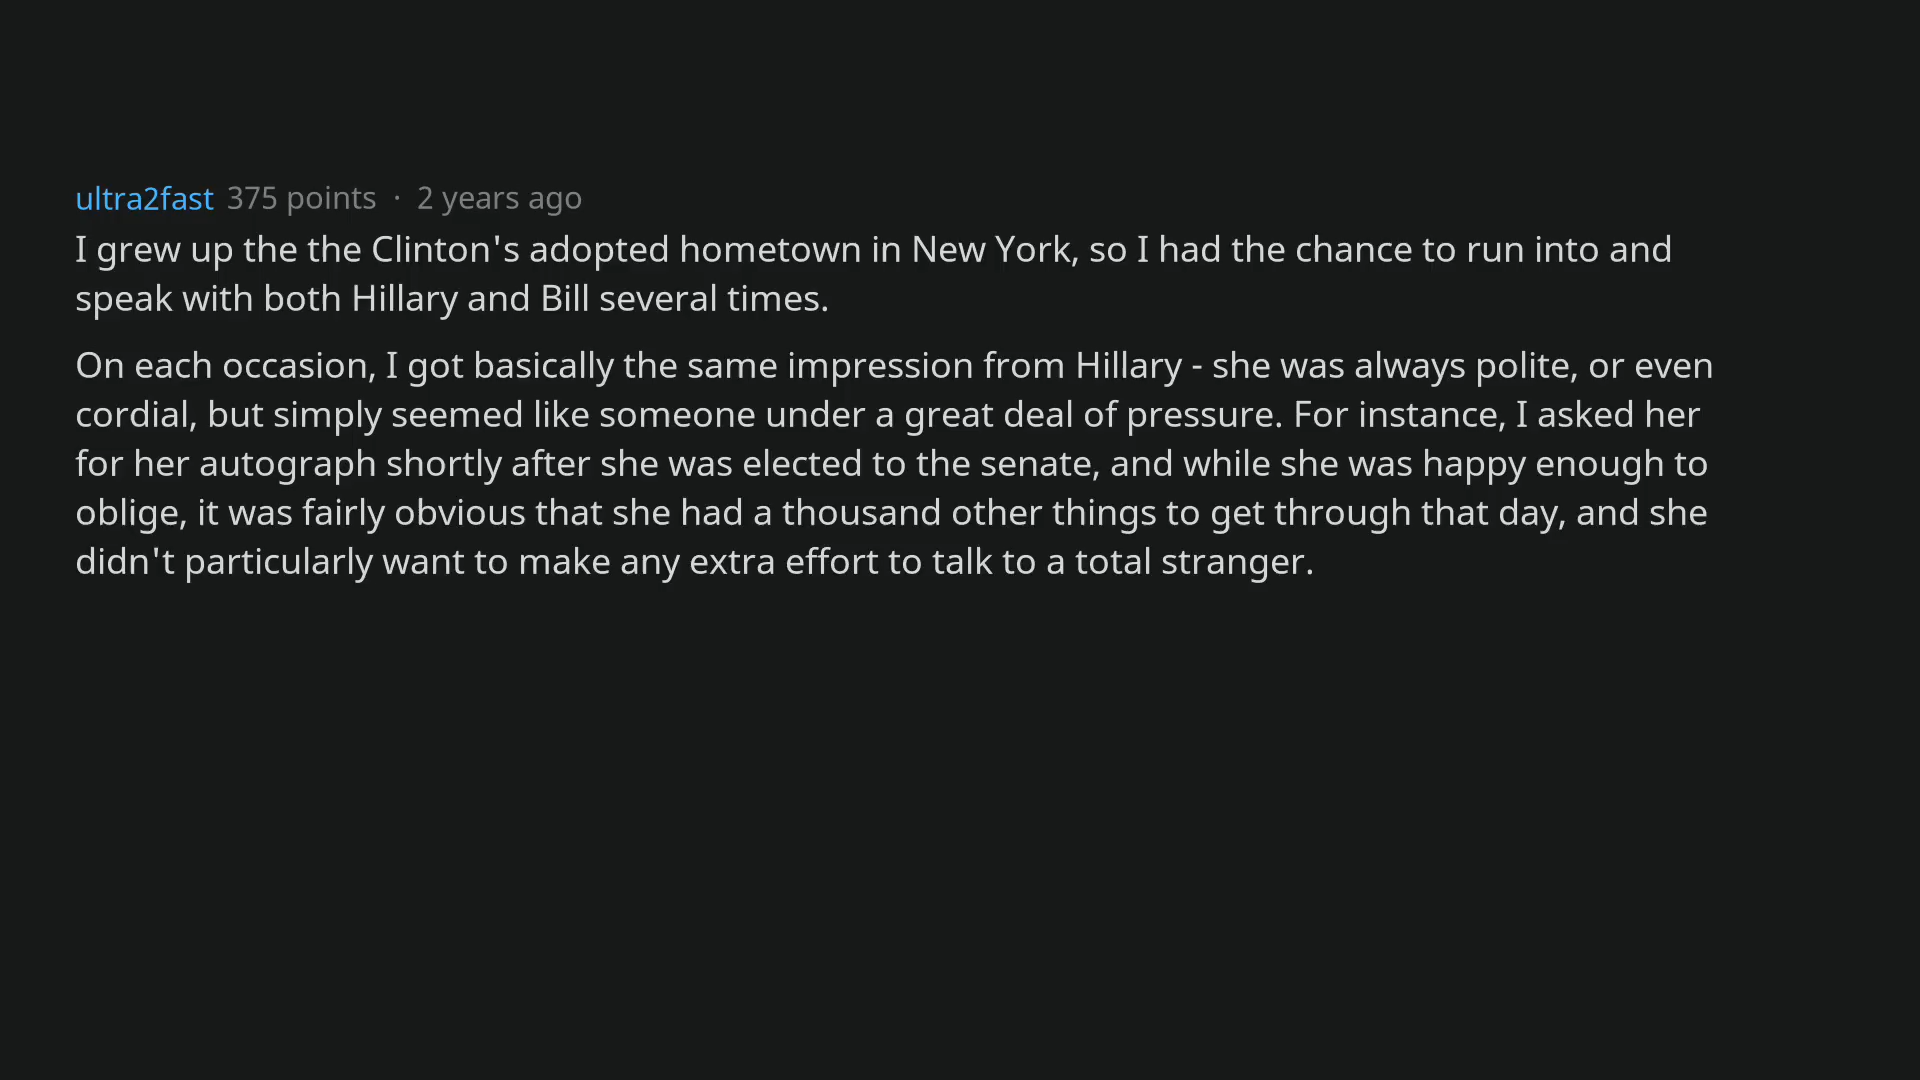 ultra2fast 375 points · 2 years ago
I grew up the the Clinton's adopted hometown in New York, so I had the chance to run into and
speak with both Hillary and Bill several times.
On each occasion, I got basically the same impression from Hillary - she was always polite, or even
cordial, but simply seemed like someone under a great deal of pressure. For instance, I asked her
for her autograph shortly after she was elected to the senate, and while she was happy enough to
oblige, it was fairly obvious that she had a thousand other things to get through that day, and she
didn't particularly want to make any extra effort to talk to a total stranger.